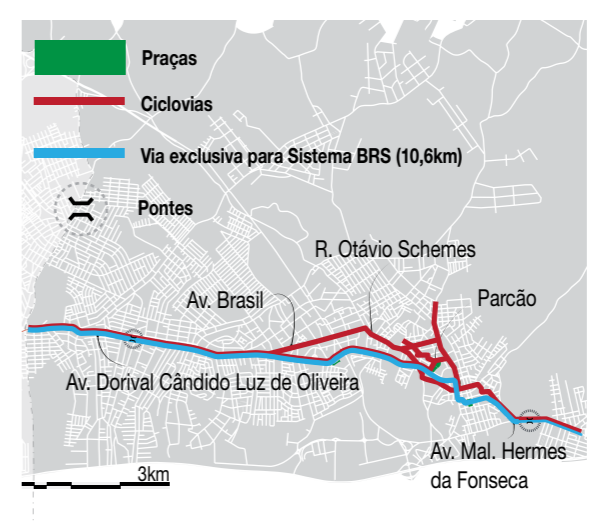 Praças
Ciclovias
Via exclusiva para Sistema BRS (10,6km)
Pontes
R. Otávio Schemes
Av. Brasil
Parcão
Av. Dorival Cândido Luz de Oliveira
Av. Mal. Hermes
da Fonseca
3km